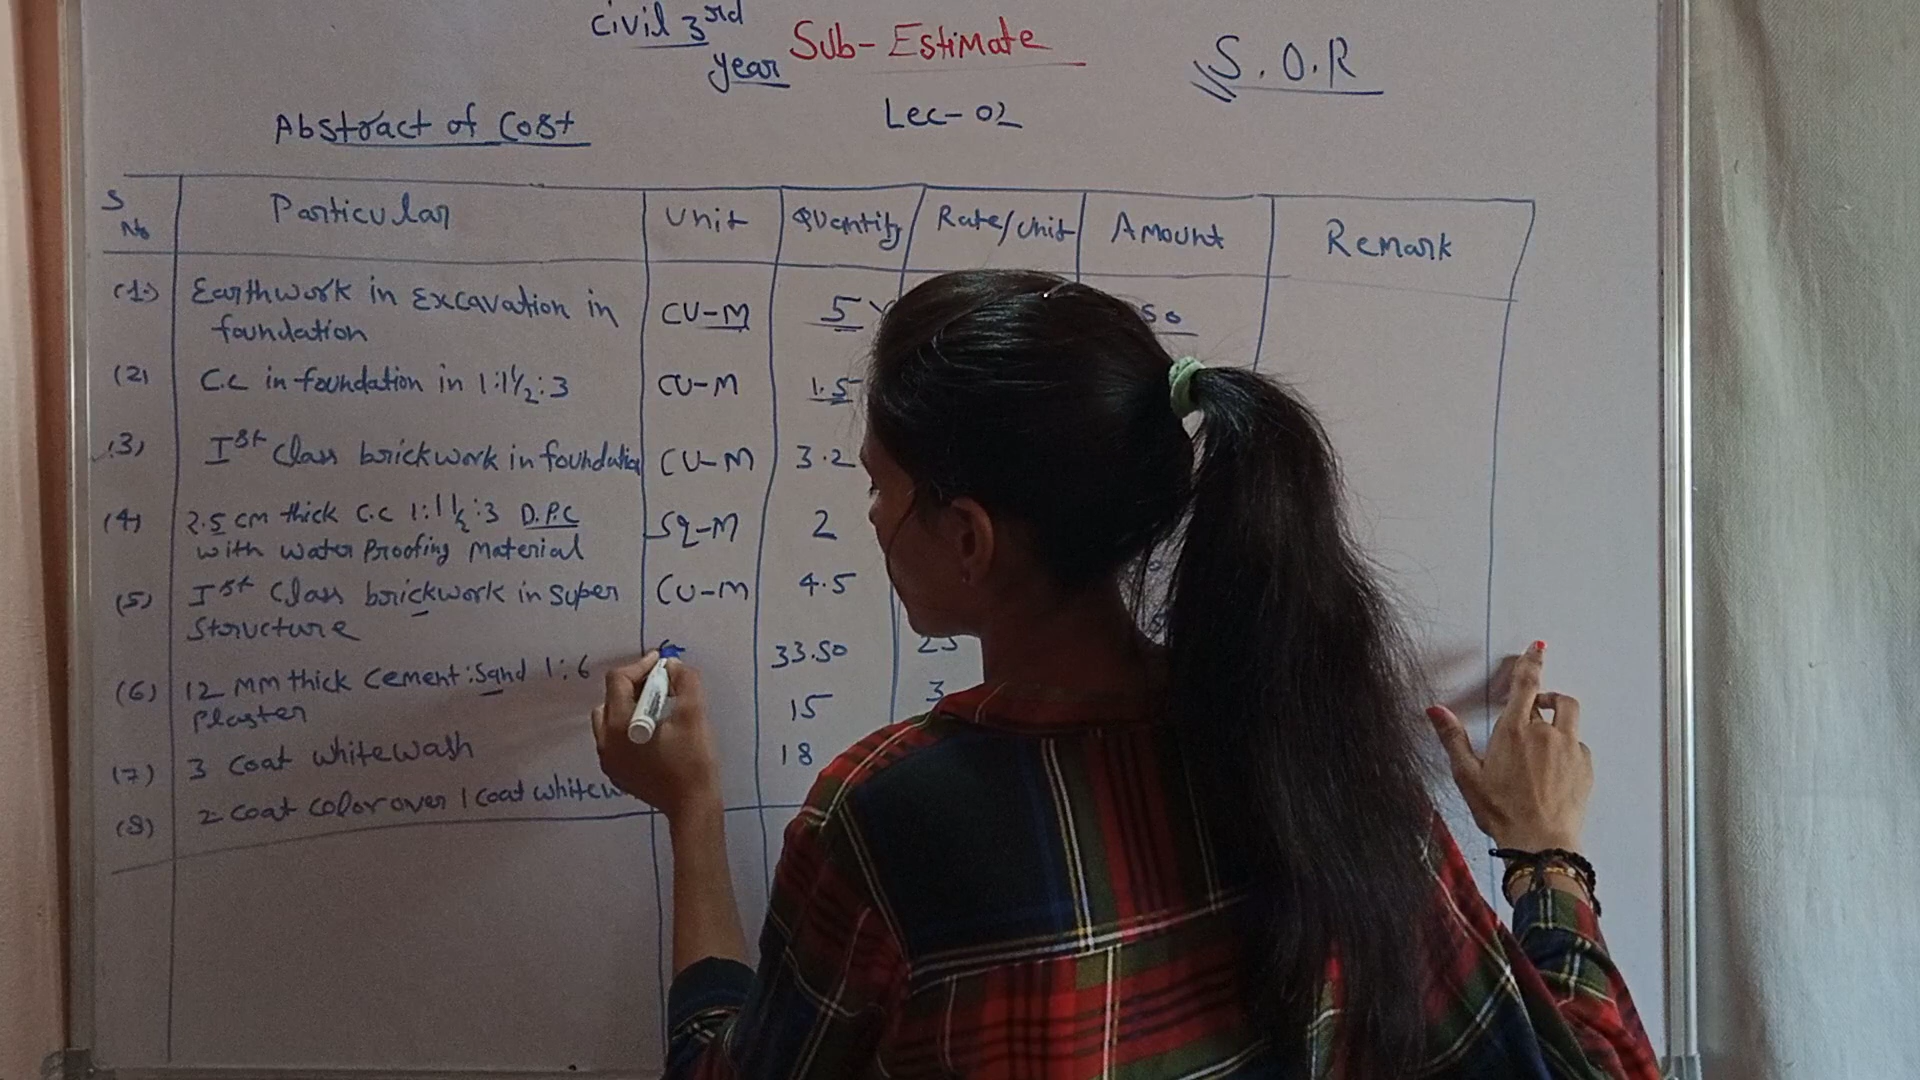 Civil 3rd
year
Sub- Estimate
S.O.R
Lec- 02
Abstract of Cost
S No Particular Unit Quantity Rate/Unit Amount Remark
(1) Earthwork in Excavation in foundation CU-M 5 50
(2) C.C in foundation in 1:1½:3 CU-M 1.5
(3) Ist Class brickwork in foundation CU-M 3.2
(4) 2.5 cm thick C.C 1:1½:3 D.P.C
with water Proofing Material Sq-M 2
(5) Ist Class brickwork in super
Structure CU-M 4.5
(6) 12 MM thick Cement:Sand 1:6
Plaster 33.50 25
(7) 3 Coat whitewash 15 3
(8) 2 Coat color over 1 Coat 18